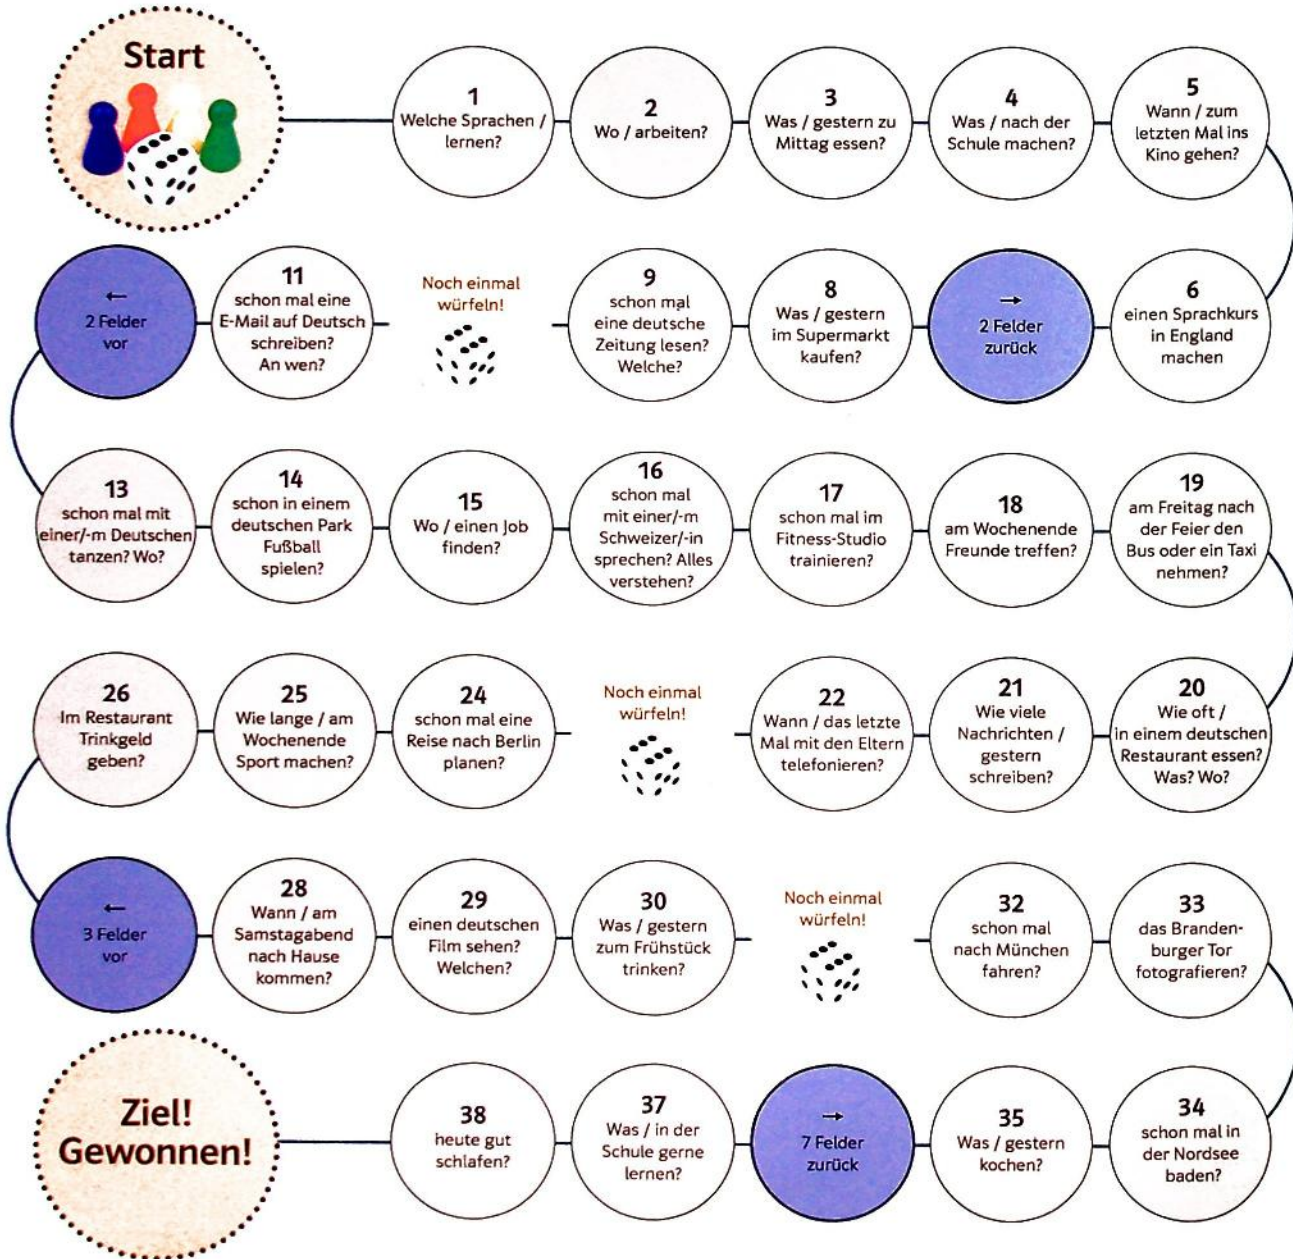 Start
1
Welche Sprachen /
lernen?
2
Wo / arbeiten?
3
Was / gestern zu
Mittag essen?
4
Was / nach der
Schule machen?
5
Wann / zum
letzten Mal ins
Kino gehen?
6
einen Sprachkurs
in England
machen
→
2 Felder
zurück
8
Was / gestern
im Supermarkt
kaufen?
9
schon mal
eine deutsche
Zeitung lesen?
Welche?
Noch einmal
würfeln!
11
schon mal eine
E-Mail auf Deutsch
schreiben?
An wen?
←
2 Felder
vor
13
schon mal mit
einer/-m Deutschen
tanzen? Wo?
14
schon in einem
deutschen Park
Fußball
spielen?
15
Wo / einen Job
finden?
16
schon mal
mit einer/-m
Schweizer/-in
sprechen? Alles
verstehen?
17
schon mal im
Fitness-Studio
trainieren?
18
am Wochenende
Freunde treffen?
19
am Freitag nach
der Feier den
Bus oder ein Taxi
nehmen?
20
Wie oft /
in einem deutschen
Restaurant essen?
Was? Wo?
21
Wie viele
Nachrichten /
gestern
schreiben?
22
Wann / das letzte
Mal mit den Eltern
telefonieren?
Noch einmal
würfeln!
24
schon mal eine
Reise nach Berlin
planen?
25
Wie lange / am
Wochenende
Sport machen?
26
Im Restaurant
Trinkgeld
geben?
←
3 Felder
vor
28
Wann / am
Samstagabend
nach Hause
kommen?
29
einen deutschen
Film sehen?
Welchen?
30
Was / gestern
zum Frühstück
trinken?
Noch einmal
würfeln!
32
schon mal
nach München
fahren?
33
das Branden-
burger Tor
fotografieren?
34
schon mal in
der Nordsee
baden?
35
Was / gestern
kochen?
→
7 Felder
zurück
37
Was / in der
Schule gerne
lernen?
38
heute gut
schlafen?
Ziel!
Gewonnen!